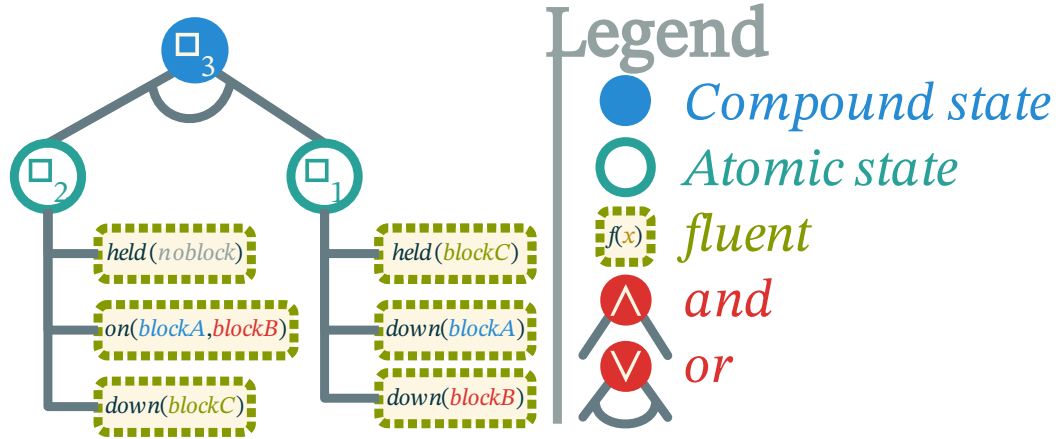 □3
□2
□1
held(noblock)
on(blockA,blockB)
down(blockC)
held(blockC)
down(blockA)
down(blockB)
Legend
Compound state
Atomic state
f(x) fluent
∧ and
∨ or